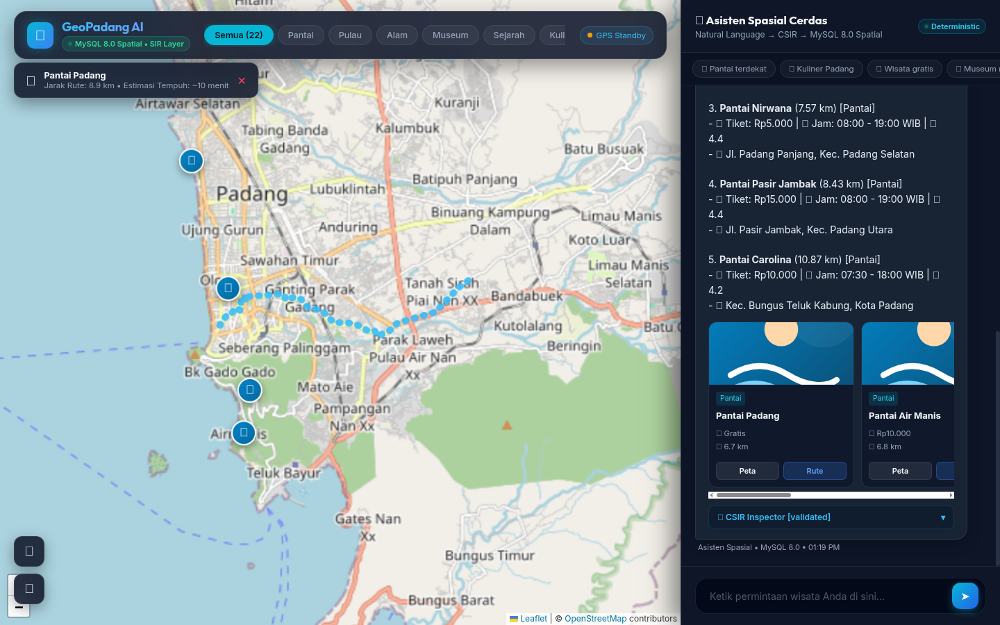 GeoPadang AI
MySQL 8.0 Spatial • SIR Layer
Semua (22)
Pantai
Pulau
Alam
Museum
Sejarah
Kuli
GPS Standby
Pantai Padang
Jarak Rute: 8.9 km • Estimasi Tempuh: ~10 menit
✕
Airtawar Selatan
Kuranji
Tabing Banda
Gadang
Kalumbuk
Batu Busuak
Padang
Lubuklintah
Batipuh Panjang
Binuang Kampung
Dalam
Limau Manis
Ujung Gurun
Anduring
Koto Luar
Sawahan Timur
Limau Manis
Selatan
Ganting Parak
Gadang
Tanah Sirah
Piai Nan XX
Bandabuek
Kutolalang
Seberang Palinggam
Parak Laweh
Pulau Air Nan
Xx
Beringin
Bk Gado Gado
Mato Aie
Pampangan
Nan Xx
Teluk Bayur
Gates Nan
Xx
Bungus Timur
Bungus Barat
−
Leaflet | © OpenStreetMap contributors
Asisten Spasial Cerdas
Natural Language → CSIR → MySQL 8.0 Spatial
Deterministic
Pantai terdekat
Kuliner Padang
Wisata gratis
Museum
3. Pantai Nirwana (7.57 km) [Pantai]
- Tiket: Rp5.000 | Jam: 08:00 - 19:00 WIB |
4.4
- Jl. Padang Panjang, Kec. Padang Selatan
4. Pantai Pasir Jambak (8.43 km) [Pantai]
- Tiket: Rp15.000 | Jam: 08:00 - 19:00 WIB |
4.4
- Jl. Pasir Jambak, Kec. Padang Utara
5. Pantai Carolina (10.87 km) [Pantai]
- Tiket: Rp10.000 | Jam: 07:30 - 18:00 WIB |
4.2
- Kec. Bungus Teluk Kabung, Kota Padang
Pantai
Pantai Padang
Gratis
6.7 km
Peta
Rute
Pantai
Pantai Air Manis
Rp10.000
6.8 km
Peta
CSIR Inspector [validated]
▼
Asisten Spasial • MySQL 8.0 • 01:19 PM
Ketik permintaan wisata Anda di sini...
➤